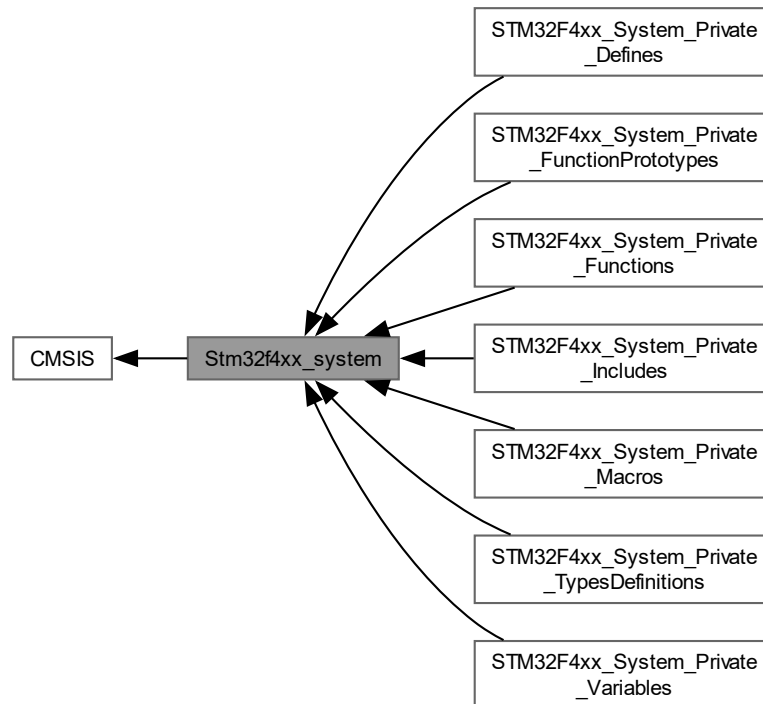 STM32F4xx_System_Private
_Defines
STM32F4xx_System_Private
_FunctionPrototypes
STM32F4xx_System_Private
_Functions
CMSIS
Stm32f4xx_system
STM32F4xx_System_Private
_Includes
STM32F4xx_System_Private
_Macros
STM32F4xx_System_Private
_TypesDefinitions
STM32F4xx_System_Private
_Variables